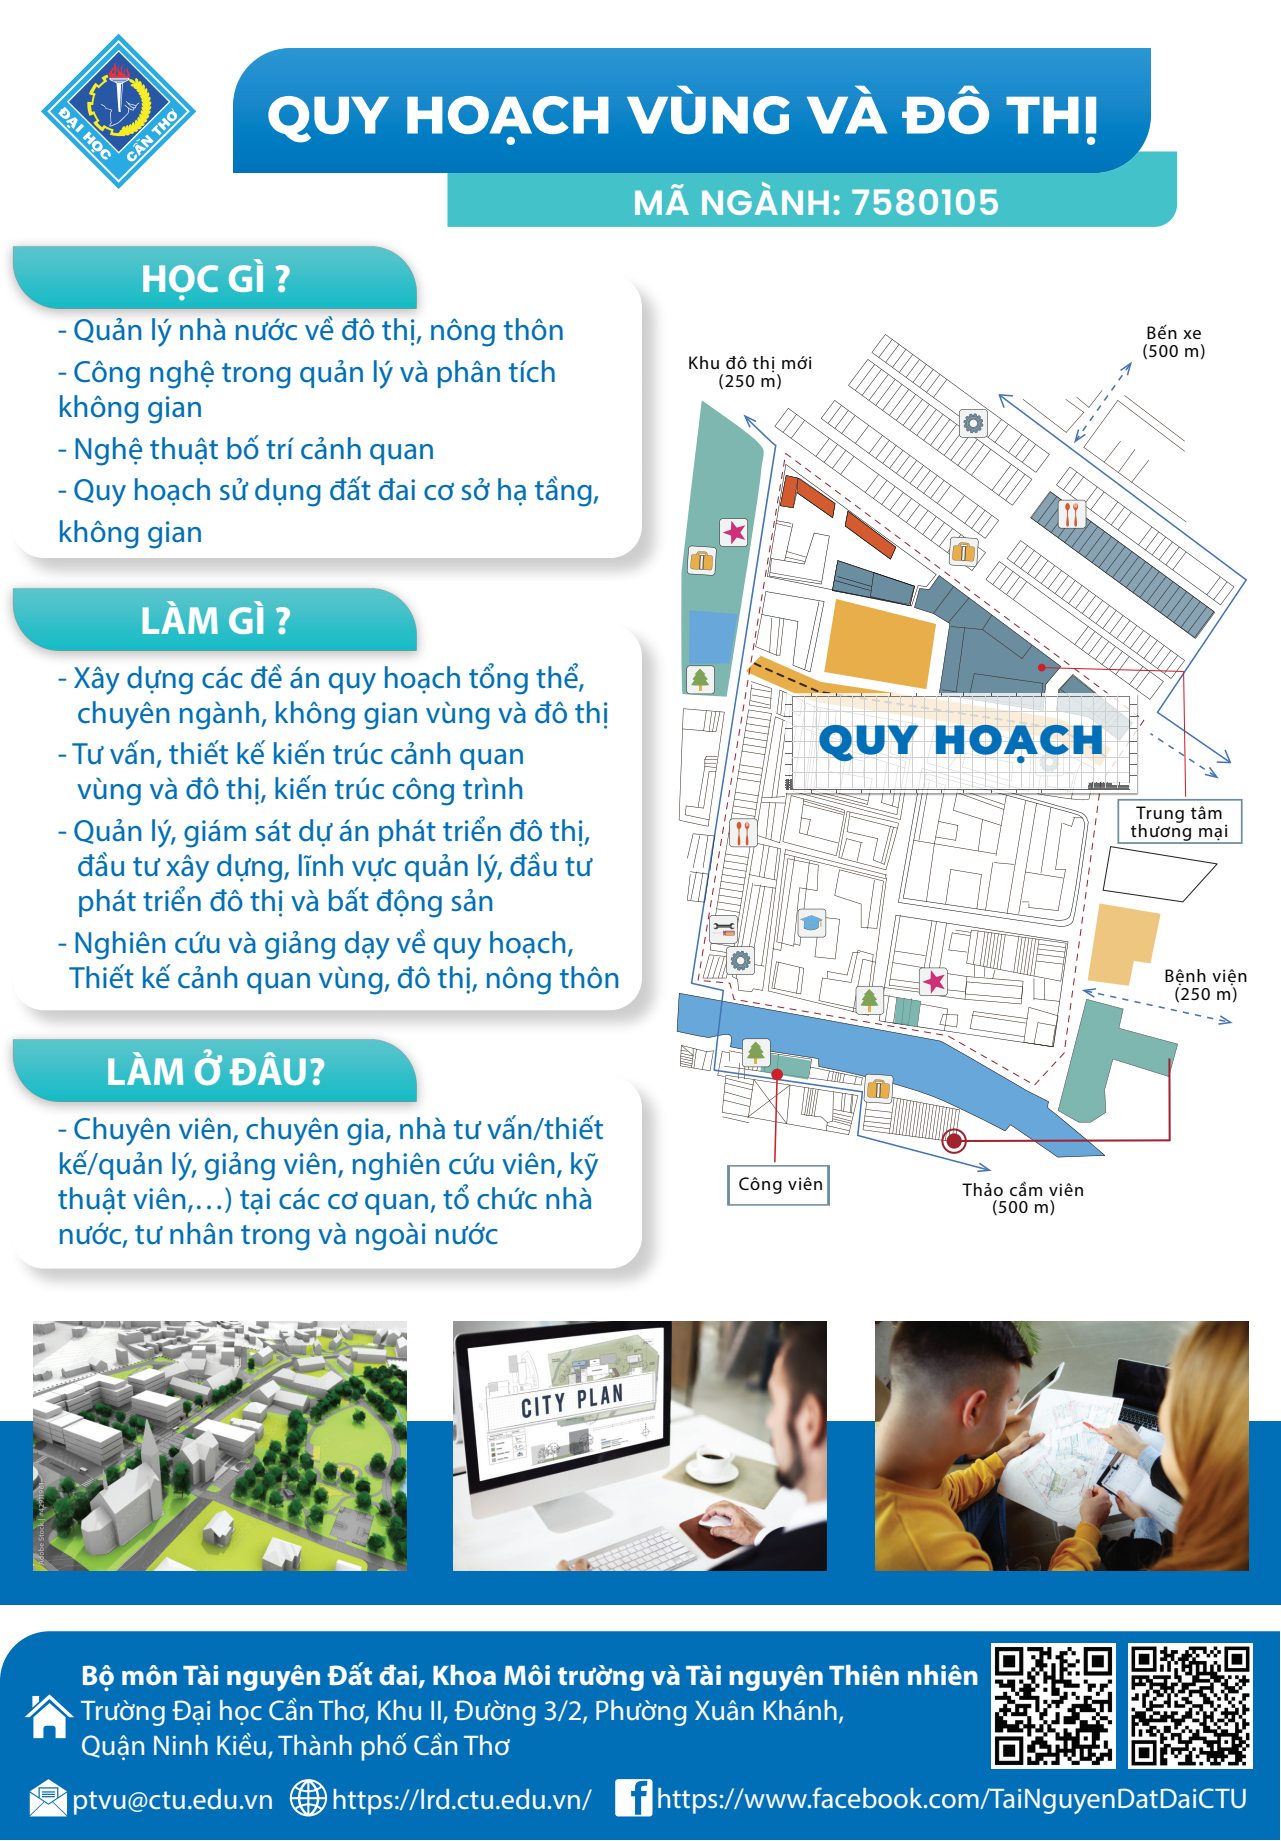 ĐẠI HỌC CẦN THƠ
QUY HOẠCH VÙNG VÀ ĐÔ THỊ
MÃ NGÀNH: 7580105
HỌC GÌ ?
- Quản lý nhà nước về đô thị, nông thôn
- Công nghệ trong quản lý và phân tích
không gian
- Nghệ thuật bố trí cảnh quan
- Quy hoạch sử dụng đất đai cơ sở hạ tầng,
không gian
LÀM GÌ ?
- Xây dựng các đề án quy hoạch tổng thể,
chuyên ngành, không gian vùng và đô thị
- Tư vấn, thiết kế kiến trúc cảnh quan
vùng và đô thị, kiến trúc công trình
- Quản lý, giám sát dự án phát triển đô thị,
đầu tư xây dựng, lĩnh vực quản lý, đầu tư
phát triển đô thị và bất động sản
- Nghiên cứu và giảng dạy về quy hoạch,
Thiết kế cảnh quan vùng, đô thị, nông thôn
LÀM Ở ĐÂU?
- Chuyên viên, chuyên gia, nhà tư vấn/thiết
kế/quản lý, giảng viên, nghiên cứu viên, kỹ
thuật viên,…) tại các cơ quan, tổ chức nhà
nước, tư nhân trong và ngoài nước
Khu đô thị mới
(250 m)
Bến xe
(500 m)
QUY HOẠCH
Trung tâm
thương mại
Bệnh viện
(250 m)
Công viên
Thảo cầm viên
(500 m)
CITY PLAN
Bộ môn Tài nguyên Đất đai, Khoa Môi trường và Tài nguyên Thiên nhiên
Trường Đại học Cần Thơ, Khu II, Đường 3/2, Phường Xuân Khánh,
Quận Ninh Kiều, Thành phố Cần Thơ
ptvu@ctu.edu.vn
https://lrd.ctu.edu.vn/
https://www.facebook.com/TaiNguyenDatDaiCTU